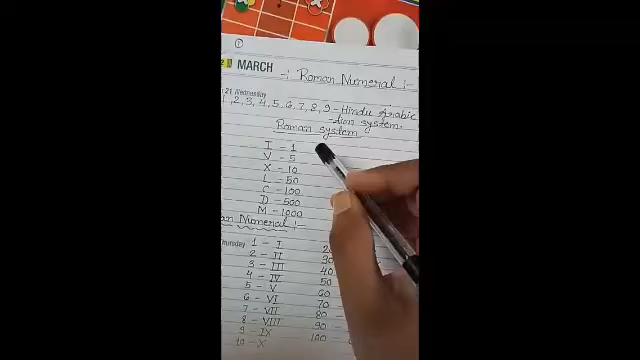 1
2 MARCH -: Roman Numeral :-
21 Wednesday
1, 2, 3, 4, 5, 6, 7, 8, 9 - Hindu Arabic
-tion system.
Roman system
I = 1
V - 5
X - 10
L - 50
C - 100
D - 500
M - 1000
Numeral :
1 - I
2 - II
3 - III
4 - IV
5 - V
6 - VI
7 - VII
8 - VIII
9 - IX
10 - X
30
40
50
60
70
80
90
100